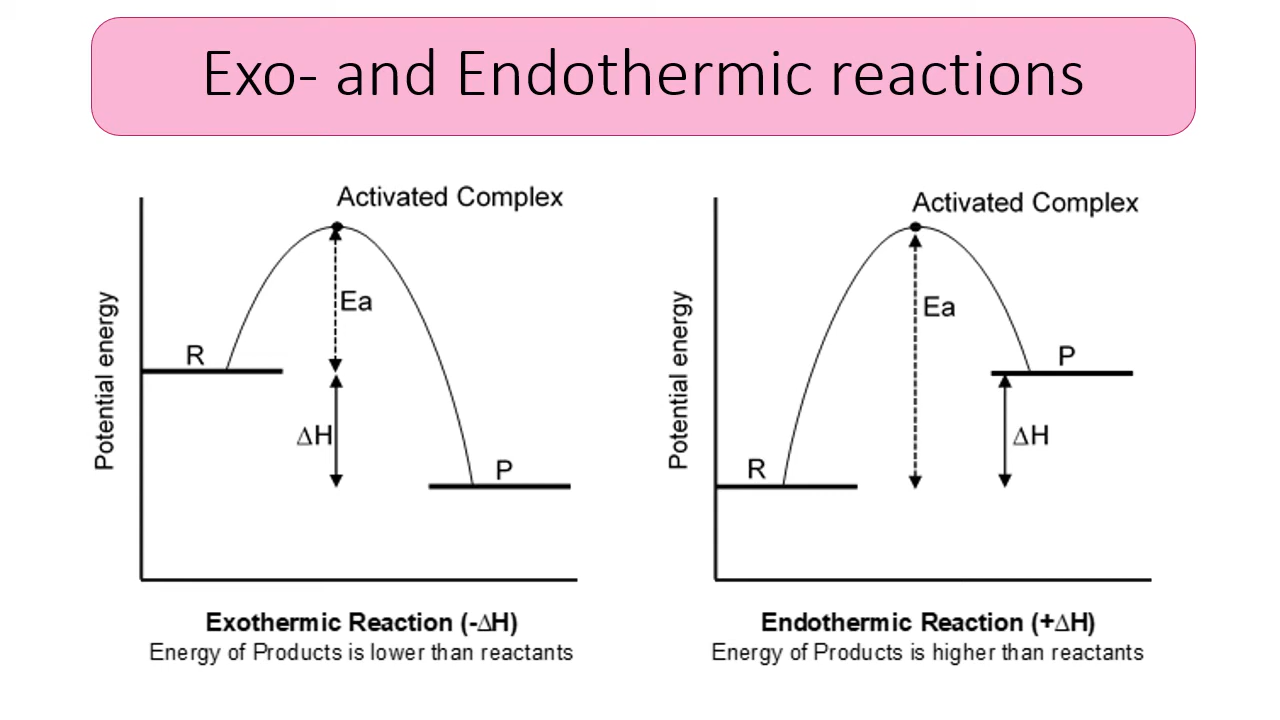 Exo- and Endothermic reactions
Activated Complex
Potential energy
Ea
R
ΔH
P
Exothermic Reaction (-ΔH)
Energy of Products is lower than reactants
Activated Complex
Potential energy
Ea
P
ΔH
R
Endothermic Reaction (+ΔH)
Energy of Products is higher than reactants